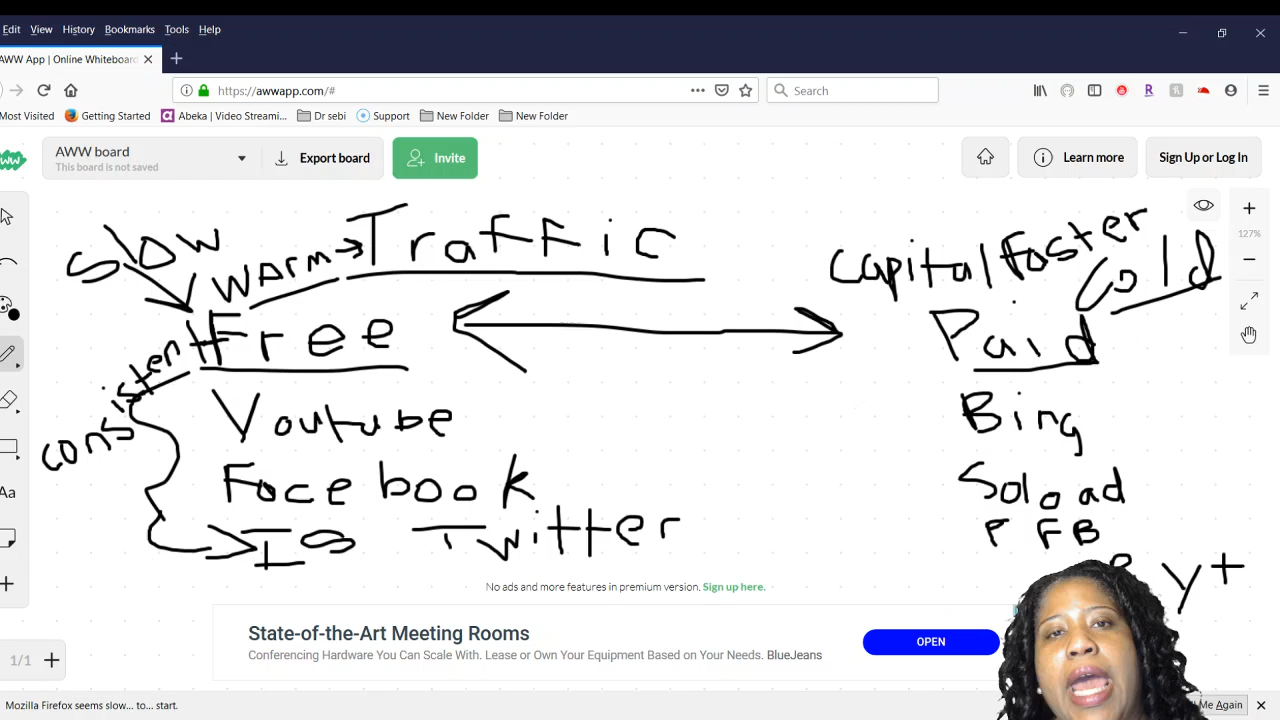 Edit View History Bookmarks Tools Help
AWW App | Online Whiteboard
https://awwapp.com/#
Search
Most Visited Getting Started Abeka | Video Streami... Dr sebi Support New Folder New Folder
AWW board
This board is not saved
Export board
Invite
Learn more
Sign Up or Log In
127%
slow
warm
Traffic
capital faster
Cold
consistent
Free
Paid
Youtube
Bing
Facebook
Solo ad
IG Twitter
P FB
P yt
Aa
No ads and more features in premium version. Sign up here.
State-of-the-Art Meeting Rooms
Conferencing Hardware You Can Scale With. Lease or Own Your Equipment Based on Your Needs. BlueJeans
OPEN
1/1
Mozilla Firefox seems slow... to... start.
Me Again